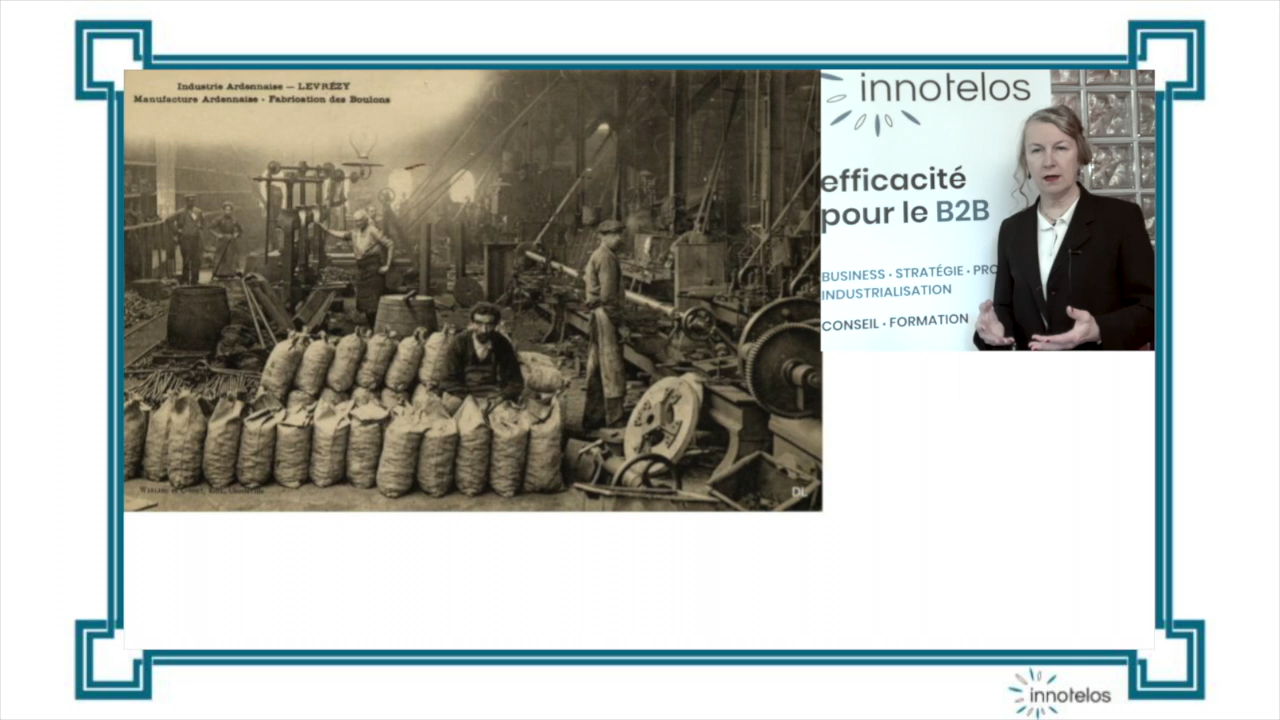 Industrie Ardennaise — LEVRÉZY
Manufacture Ardennaise - Fabrication des Boulons
DL
innotelos
efficacité
pour le B2B
BUSINESS • STRATÉGIE •
INDUSTRIALISATION
CONSEIL • FORMATION
innotelos